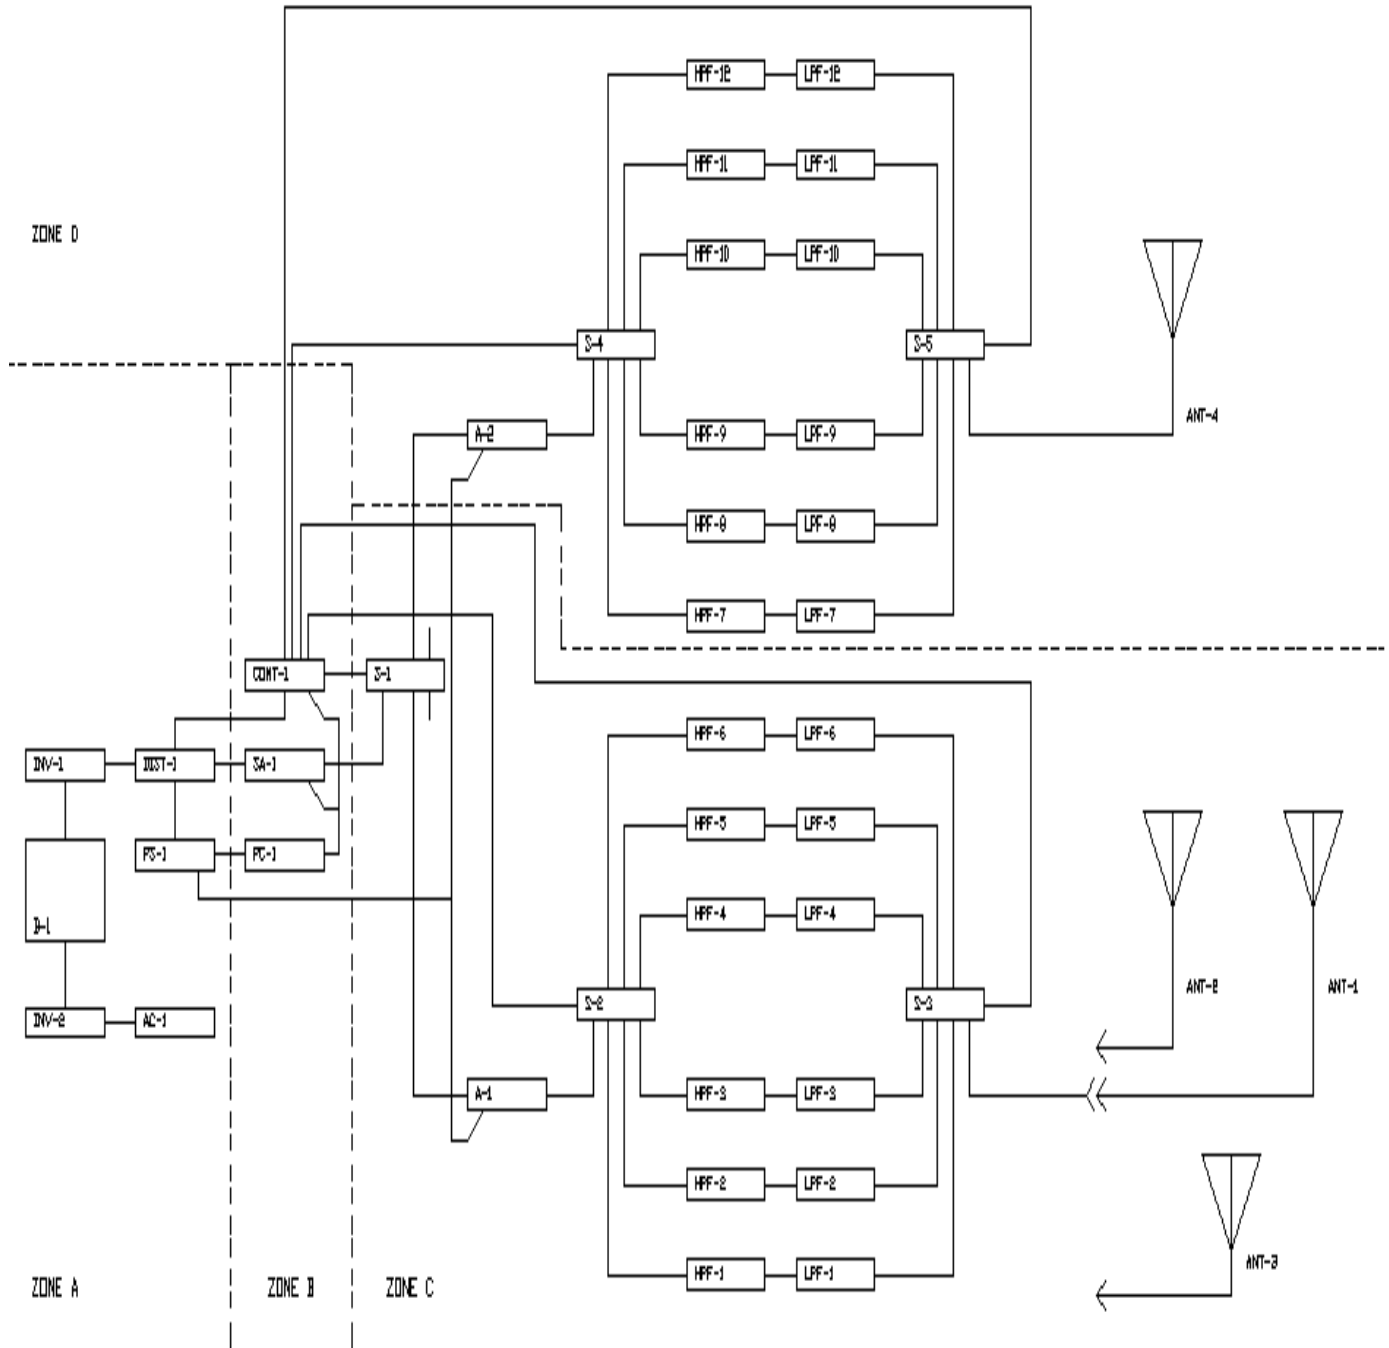 HPF-12 LPF-12
HPF-11 LPF-11
ZONE D
HPF-10 LPF-10
S-4 S-5
ANT-4
A-2 HPF-9 LPF-9
HPF-8 LPF-8
HPF-7 LPF-7
CONT-1 S-1
HPF-6 LPF-6
INV-1 DIST-1 SA-1
HPF-5 LPF-5
PS-1 PC-1
HPF-4 LPF-4
B-1
ANT-2 ANT-1
S-2 S-3
INV-2 AC-1
A-1 HPF-3 LPF-3
HPF-2 LPF-2
ANT-3
HPF-1 LPF-1
ZONE A ZONE B ZONE C